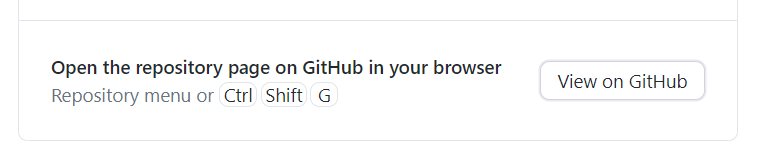 Open the repository page on GitHub in your browser
Repository menu or Ctrl Shift G
View on GitHub